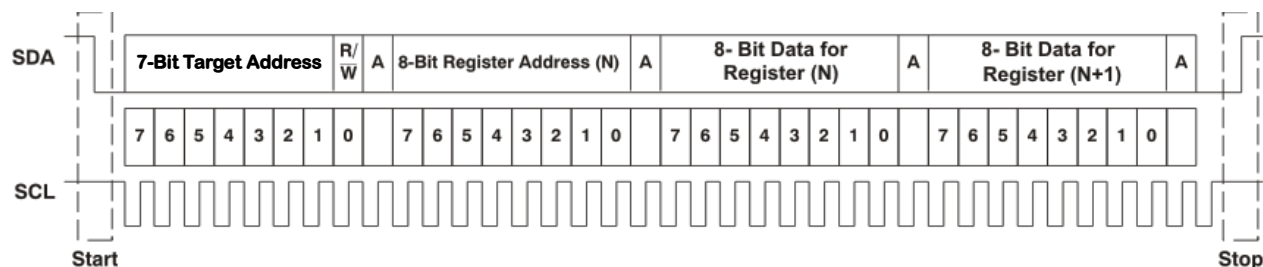 SDA
7-Bit Target Address
R/
W
A
8-Bit Register Address (N)
A
8- Bit Data for
Register (N)
A
8- Bit Data for
Register (N+1)
A
7 6 5 4 3 2 1 0 7 6 5 4 3 2 1 0 7 6 5 4 3 2 1 0 7 6 5 4 3 2 1 0
SCL
Start
Stop